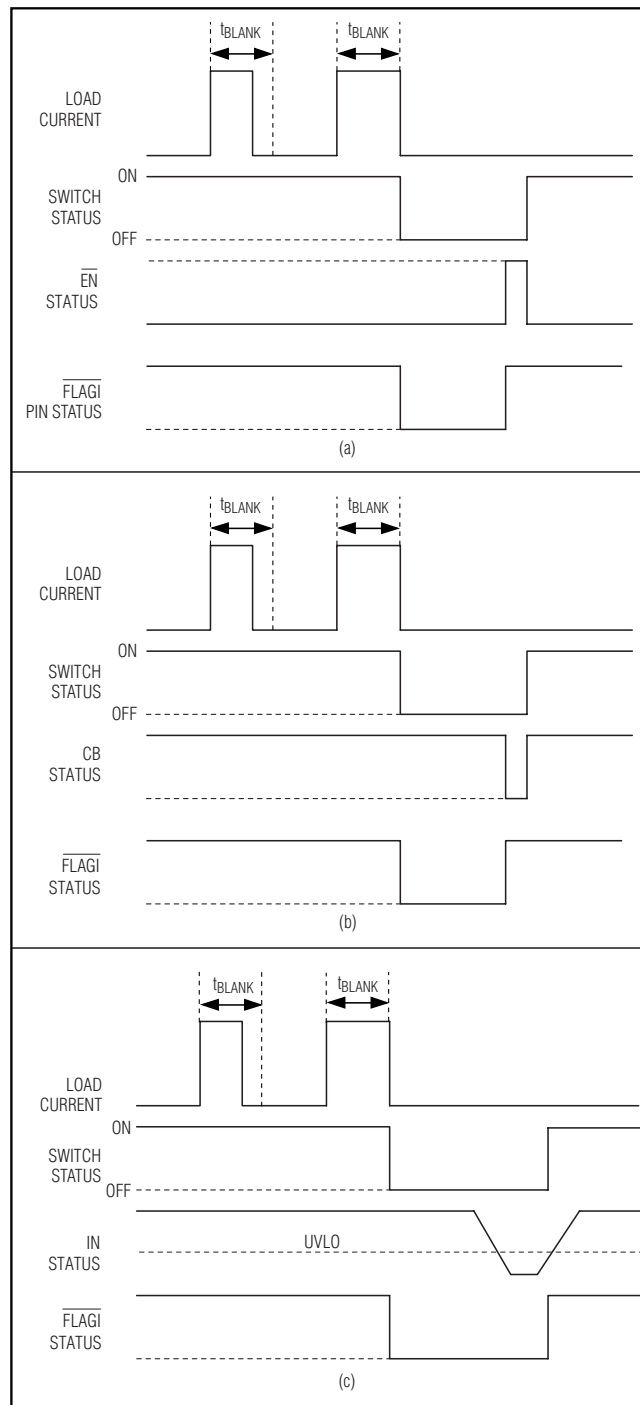 tBLANK tBLANK
LOAD
CURRENT
ON
SWITCH
STATUS
OFF
EN
STATUS
FLAGI
PIN STATUS
(a)
tBLANK tBLANK
LOAD
CURRENT
ON
SWITCH
STATUS
OFF
CB
STATUS
FLAGI
STATUS
(b)
tBLANK tBLANK
LOAD
CURRENT
ON
SWITCH
STATUS
OFF
UVLO
IN
STATUS
FLAGI
STATUS
(c)